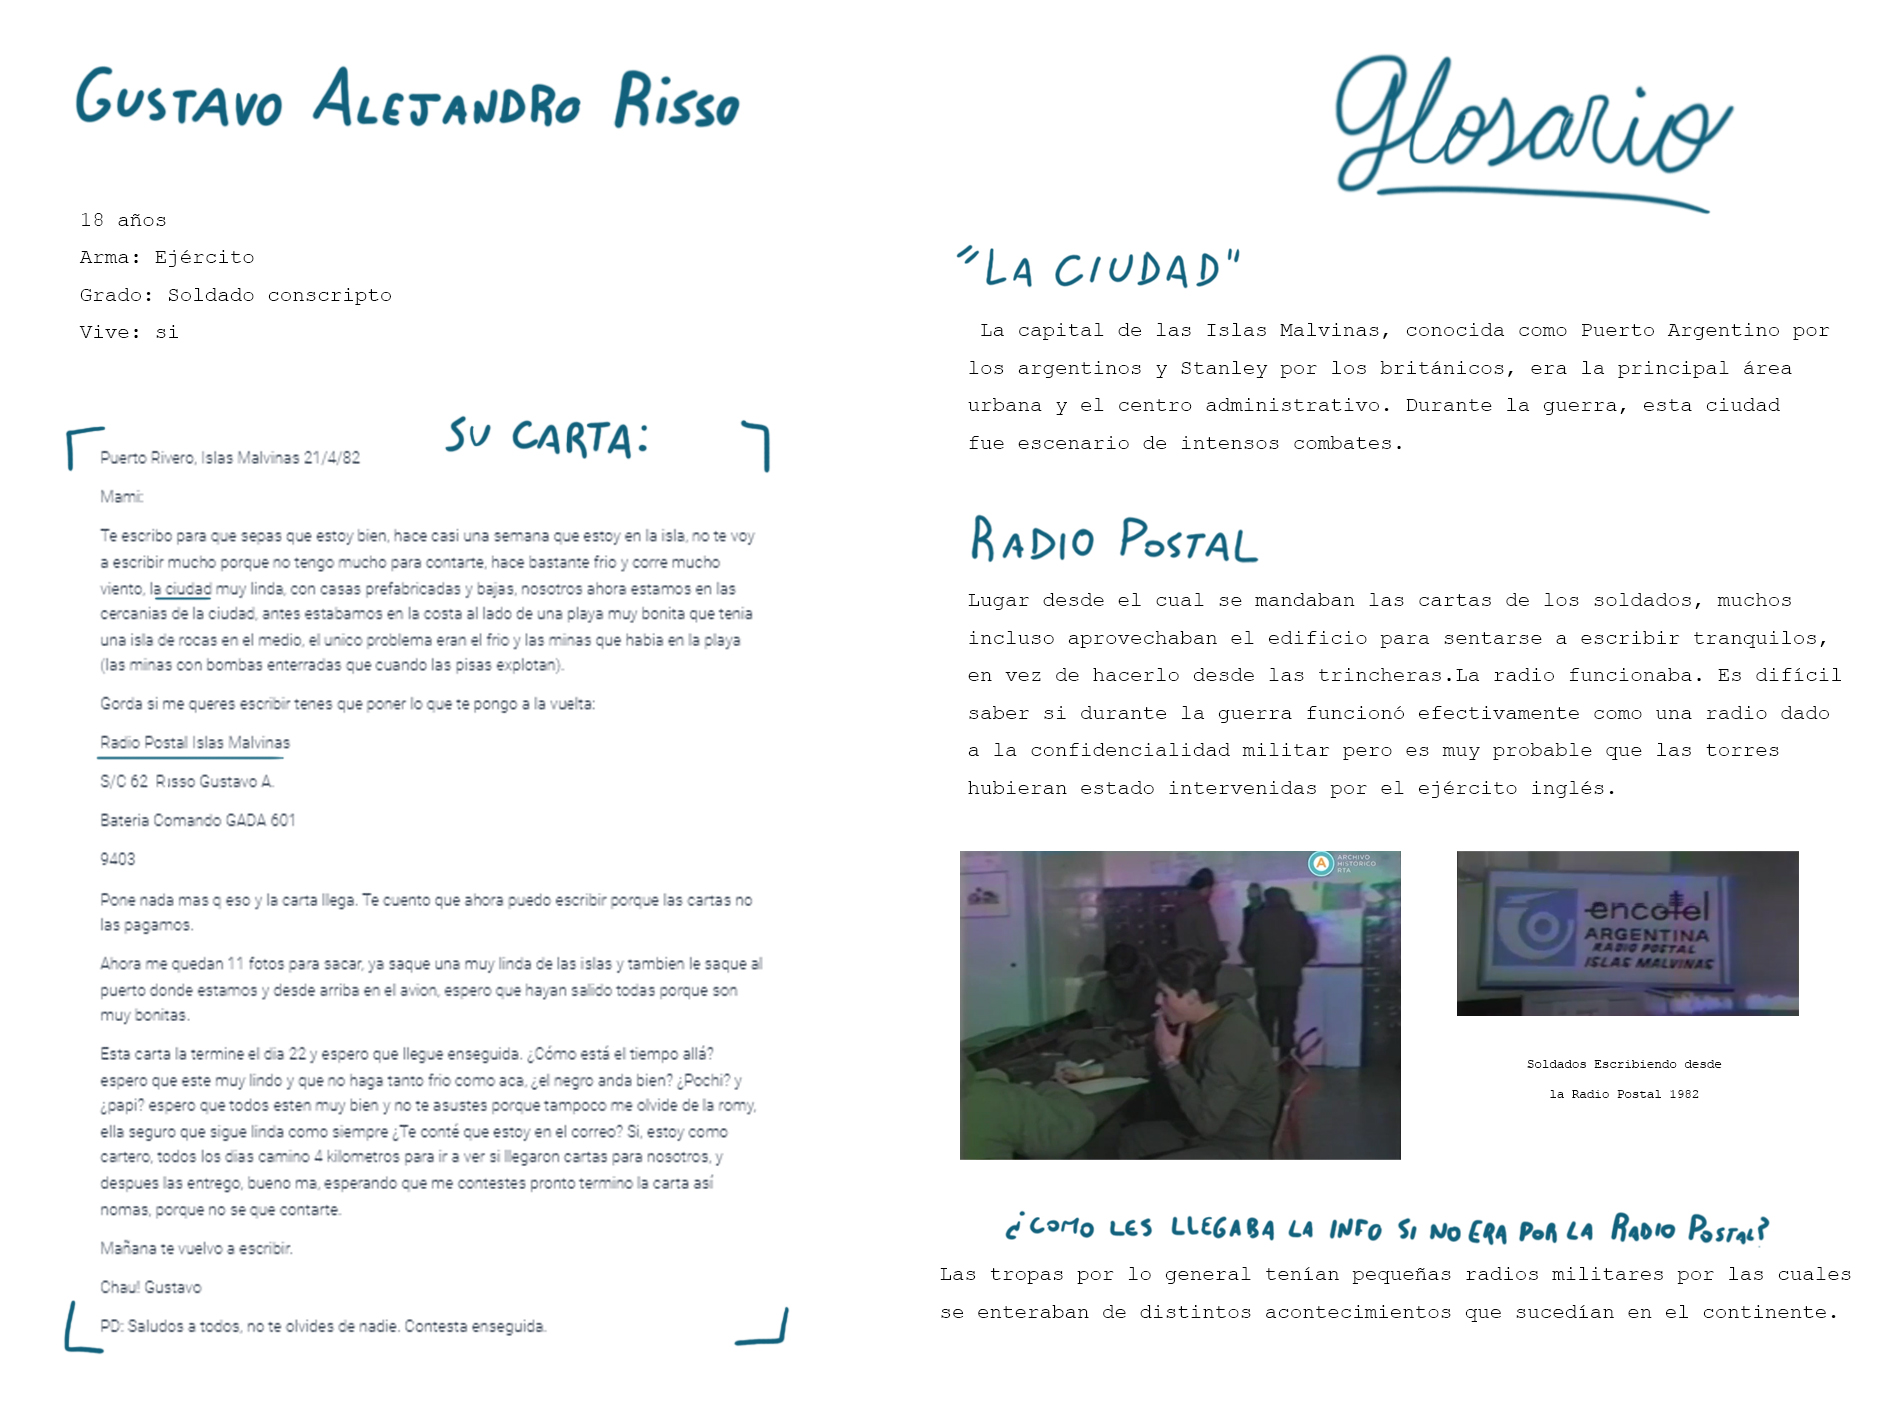 GUSTAVO ALEJANDRO RISSO
18 años
Arma: Ejército
Grado: Soldado conscripto
Vive: si
SU CARTA:
Puerto Rivero, Islas Malvinas 21/4/82
Mami:
Te escribo para que sepas que estoy bien, hace casi una semana que estoy en la isla, no te voy
a escribir mucho porque no tengo mucho para contarte, hace bastante frio y corre mucho
viento, la ciudad muy linda, con casas prefabricadas y bajas, nosotros ahora estamos en las
cercanias de la ciudad, antes estabamos en la costa al lado de una playa muy bonita que tenia
una isla de rocas en el medio, el unico problema eran el frio y las minas que habia en la playa
(las minas con bombas enterradas que cuando las pisas explotan).
Gorda si me queres escribir tenes que poner lo que te pongo a la vuelta:
Radio Postal Islas Malvinas
S/C 62 Risso Gustavo A.
Bateria Comando GADA 601
9403
Pone nada mas q eso y la carta llega. Te cuento que ahora puedo escribir porque las cartas no
las pagamos.
Ahora me quedan 11 fotos para sacar, ya saque una muy linda de las islas y tambien le saque al
puerto donde estamos y desde arriba en el avion, espero que hayan salido todas porque son
muy bonitas.
Esta carta la termine el dia 22 y espero que llegue enseguida. ¿Cómo está el tiempo allá?
espero que este muy lindo y que no haga tanto frio como aca, ¿el negro anda bien? ¿Pochi? y
¿papi? espero que todos esten muy bien y no te asustes porque tampoco me olvide de la romy,
ella seguro que sigue linda como siempre ¿Te conté que estoy en el correo? Si, estoy como
cartero, todos los dias camino 4 kilometros para ir a ver si llegaron cartas para nosotros, y
despues las entrego, bueno ma, esperando que me contestes pronto termino la carta así
nomas, porque no se que contarte.
Mañana te vuelvo a escribir.
Chau! Gustavo
PD: Saludos a todos, no te olvides de nadie. Contesta enseguida.
Glosario
"LA CIUDAD"
La capital de las Islas Malvinas, conocida como Puerto Argentino por
los argentinos y Stanley por los británicos, era la principal área
urbana y el centro administrativo. Durante la guerra, esta ciudad
fue escenario de intensos combates.
RADIO POSTAL
Lugar desde el cual se mandaban las cartas de los soldados, muchos
incluso aprovechaban el edificio para sentarse a escribir tranquilos,
en vez de hacerlo desde las trincheras.La radio funcionaba. Es difícil
saber si durante la guerra funcionó efectivamente como una radio dado
a la confidencialidad militar pero es muy probable que las torres
hubieran estado intervenidas por el ejército inglés.
A ARCHIVO
HISTÓRICO
RTA
encotel
ARGENTINA
RADIO POSTAL
ISLAS MALVINAS
Soldados Escribiendo desde
la Radio Postal 1982
¿COMO LES LLEGABA LA INFO SI NO ERA POR LA RADIO POSTAL?
Las tropas por lo general tenían pequeñas radios militares por las cuales
se enteraban de distintos acontecimientos que sucedían en el continente.